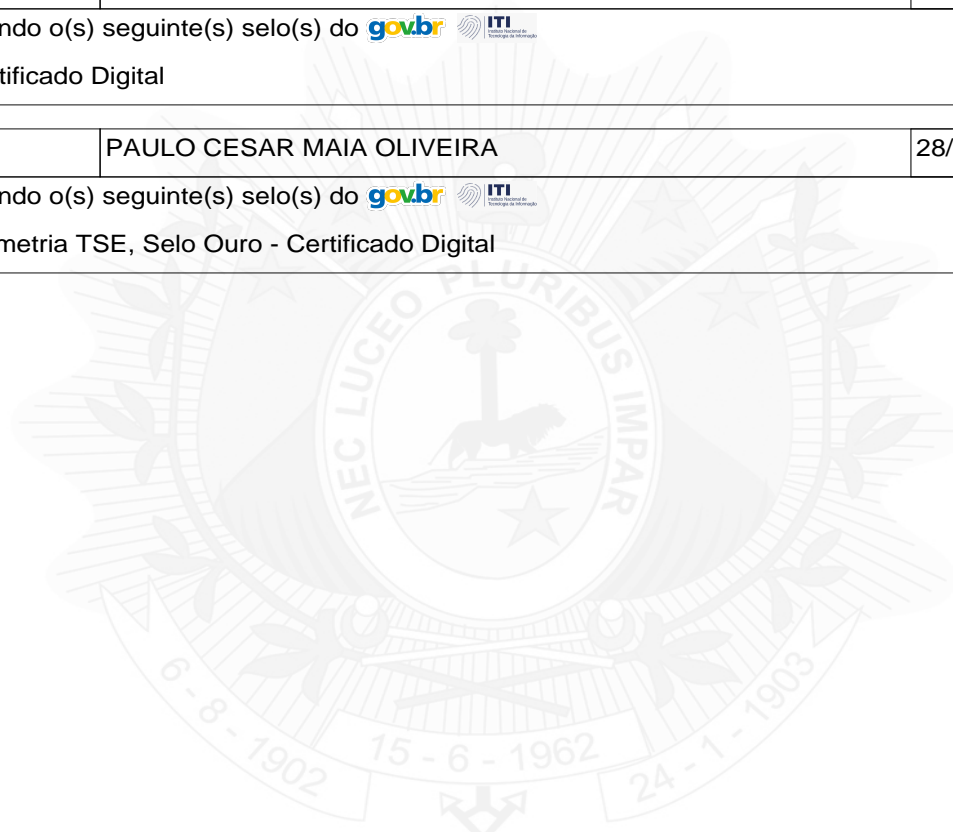 ndo o(s) seguinte(s) selo(s) do gov.br ITI
tificado Digital
PAULO CESAR MAIA OLIVEIRA 28/
ndo o(s) seguinte(s) selo(s) do gov.br ITI
metria TSE, Selo Ouro - Certificado Digital
NEC LUCEO PLURIBUS IMPAR
6 - 8 - 1902 15 - 6 - 1962 24 - 1 - 1903